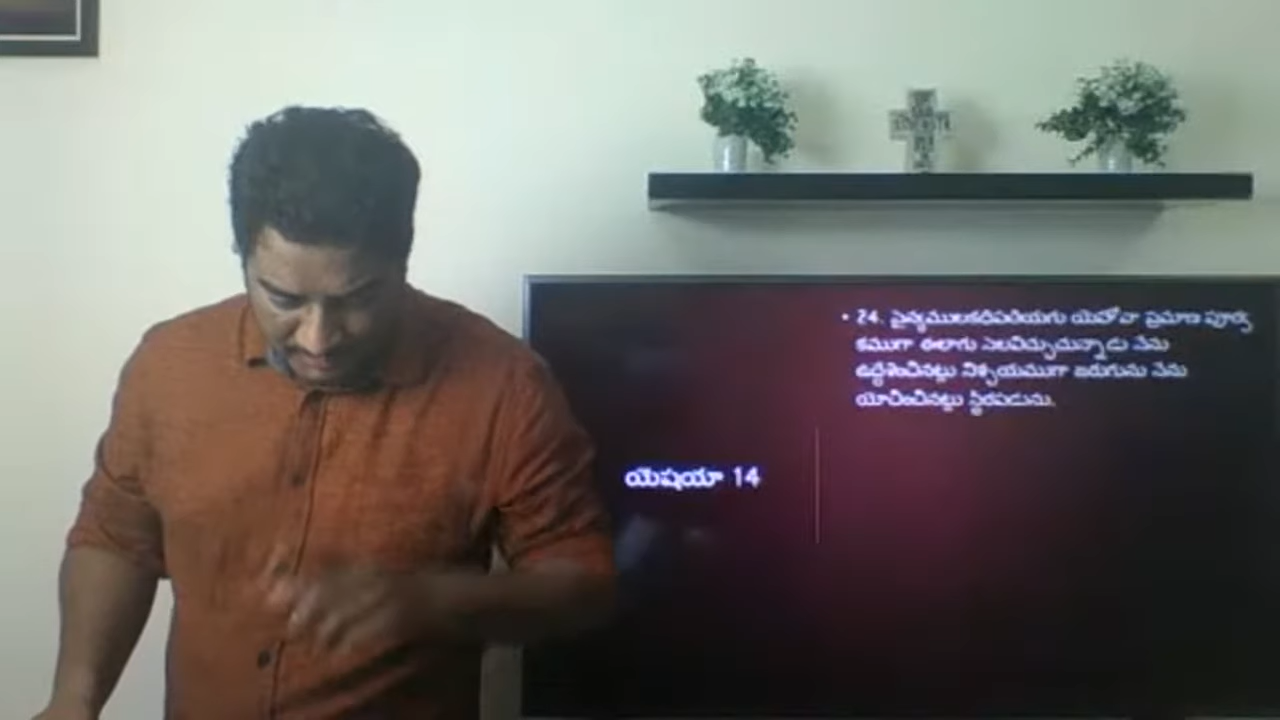 • 24. సైన్యములకధిపతియగు యెహోవా ప్రమాణ పూర్వ
కముగా ఈలాగు సెలవిచ్చుచున్నాడు నేను
ఉద్దేశించినట్లు నిశ్చయముగా జరుగును నేను
యోచించినట్లు స్థిరపడును.
యెషయా 14